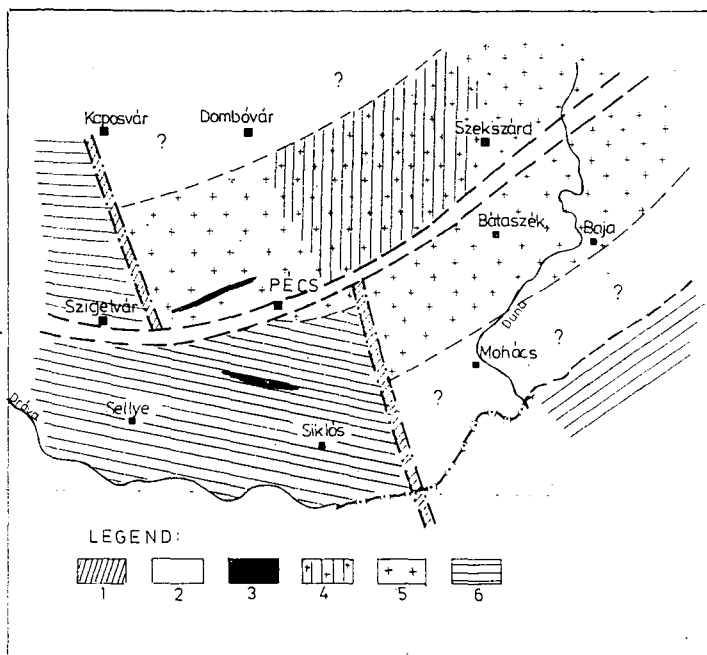 ?
Kaposvár
Dombóvár
?
Szekszárd
Bátaszék
Baja
PÉCS
Szigetvár
?
?
Duna
Mohács
?
Sellye
Dráva
Siklós
LEGEND:
1 2 3 4 5 6